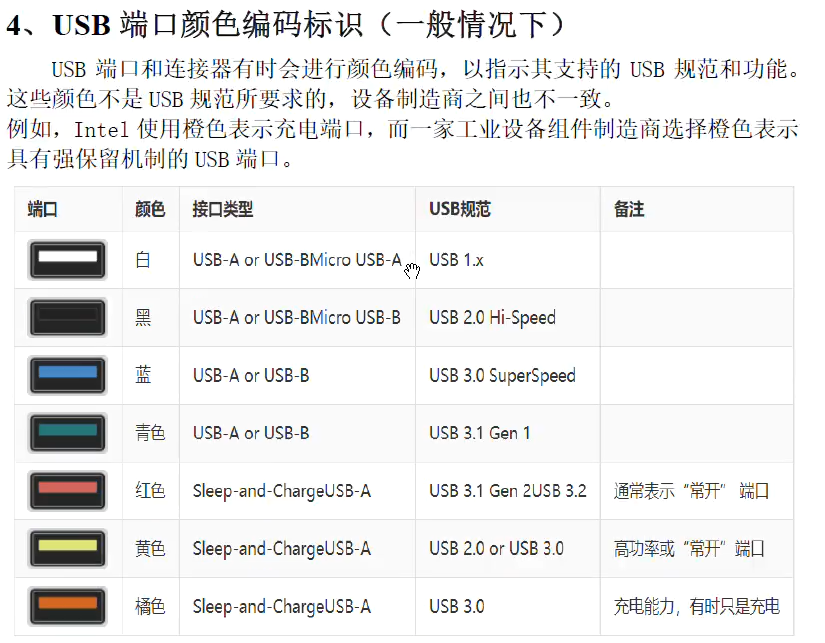 4、USB 端口颜色编码标识（一般情况下）
USB 端口和连接器有时会进行颜色编码，以指示其支持的 USB 规范和功能。
这些颜色不是 USB 规范所要求的，设备制造商之间也不一致。
例如，Intel 使用橙色表示充电端口，而一家工业设备组件制造商选择橙色表示
具有强保留机制的 USB 端口。
端口 颜色 接口类型 USB规范 备注
白 USB-A or USB-BMicro USB-A USB 1.x
黑 USB-A or USB-BMicro USB-B USB 2.0 Hi-Speed
蓝 USB-A or USB-B USB 3.0 SuperSpeed
青色 USB-A or USB-B USB 3.1 Gen 1
红色 Sleep-and-ChargeUSB-A USB 3.1 Gen 2USB 3.2 通常表示“常开” 端口
黄色 Sleep-and-ChargeUSB-A USB 2.0 or USB 3.0 高功率或“常开”端口
橘色 Sleep-and-ChargeUSB-A USB 3.0 充电能力，有时只是充电